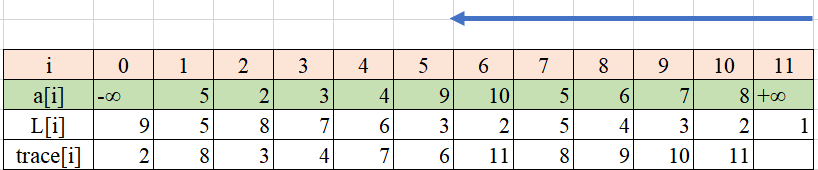 i 0 1 2 3 4 5 6 7 8 9 10 11
a[i] -∞ 5 2 3 4 9 10 5 6 7 8 +∞
L[i] 9 5 8 7 6 3 2 5 4 3 2 1
trace[i] 2 8 3 4 7 6 11 8 9 10 11